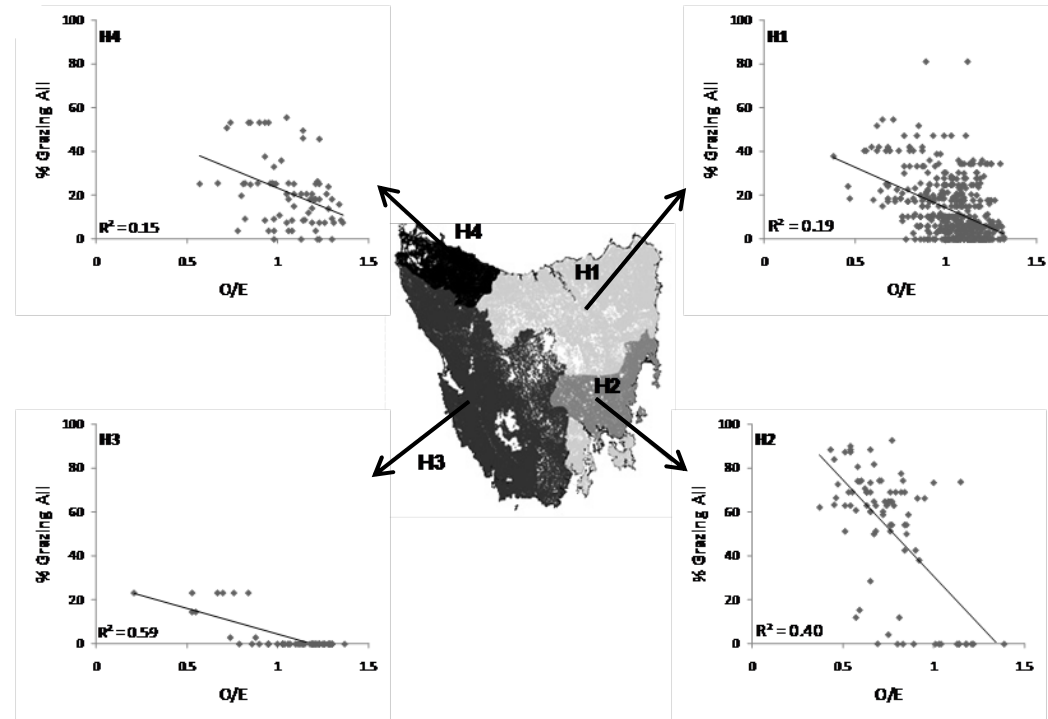 H4
% Grazing All
100
80
60
40
20
0
R² = 0.15
0 0.5 1 1.5
O/E
H1
% Grazing All
100
80
60
40
20
0
R² = 0.19
0 0.5 1 1.5
O/E
H4
H1
H2
H3
H3
% Grazing All
100
80
60
40
20
0
R² = 0.59
0 0.5 1 1.5
O/E
H2
% Grazing All
100
80
60
40
20
0
R² = 0.40
0 0.5 1 1.5
O/E